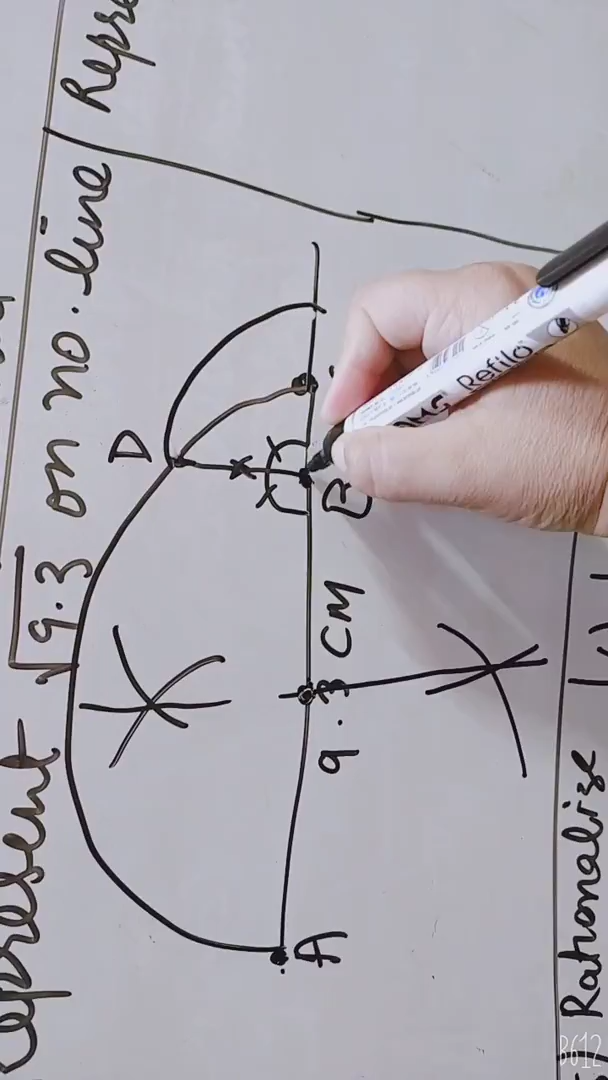 Represent √9.3 on no. line
Repre
D
A
9.3 CM
B
Rationalise
Refilo
B612